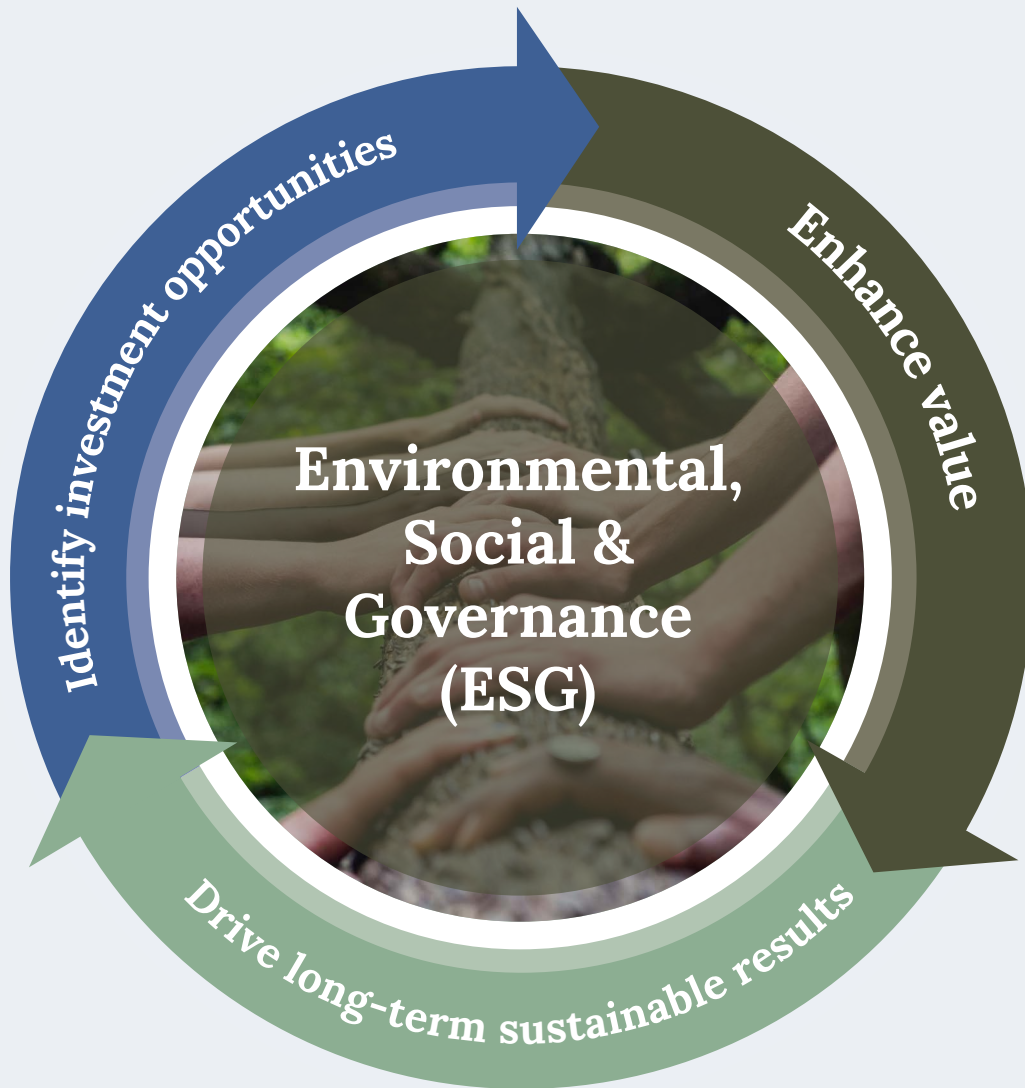 Identify investment opportunities
Enhance value
Environmental,
Social &
Governance
(ESG)
Drive long-term sustainable results